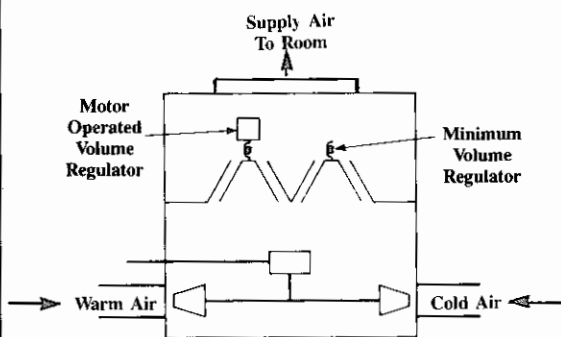 Supply Air
To Room
Motor
Operated
Volume
Regulator
Minimum
Volume
Regulator
Warm Air
Cold Air